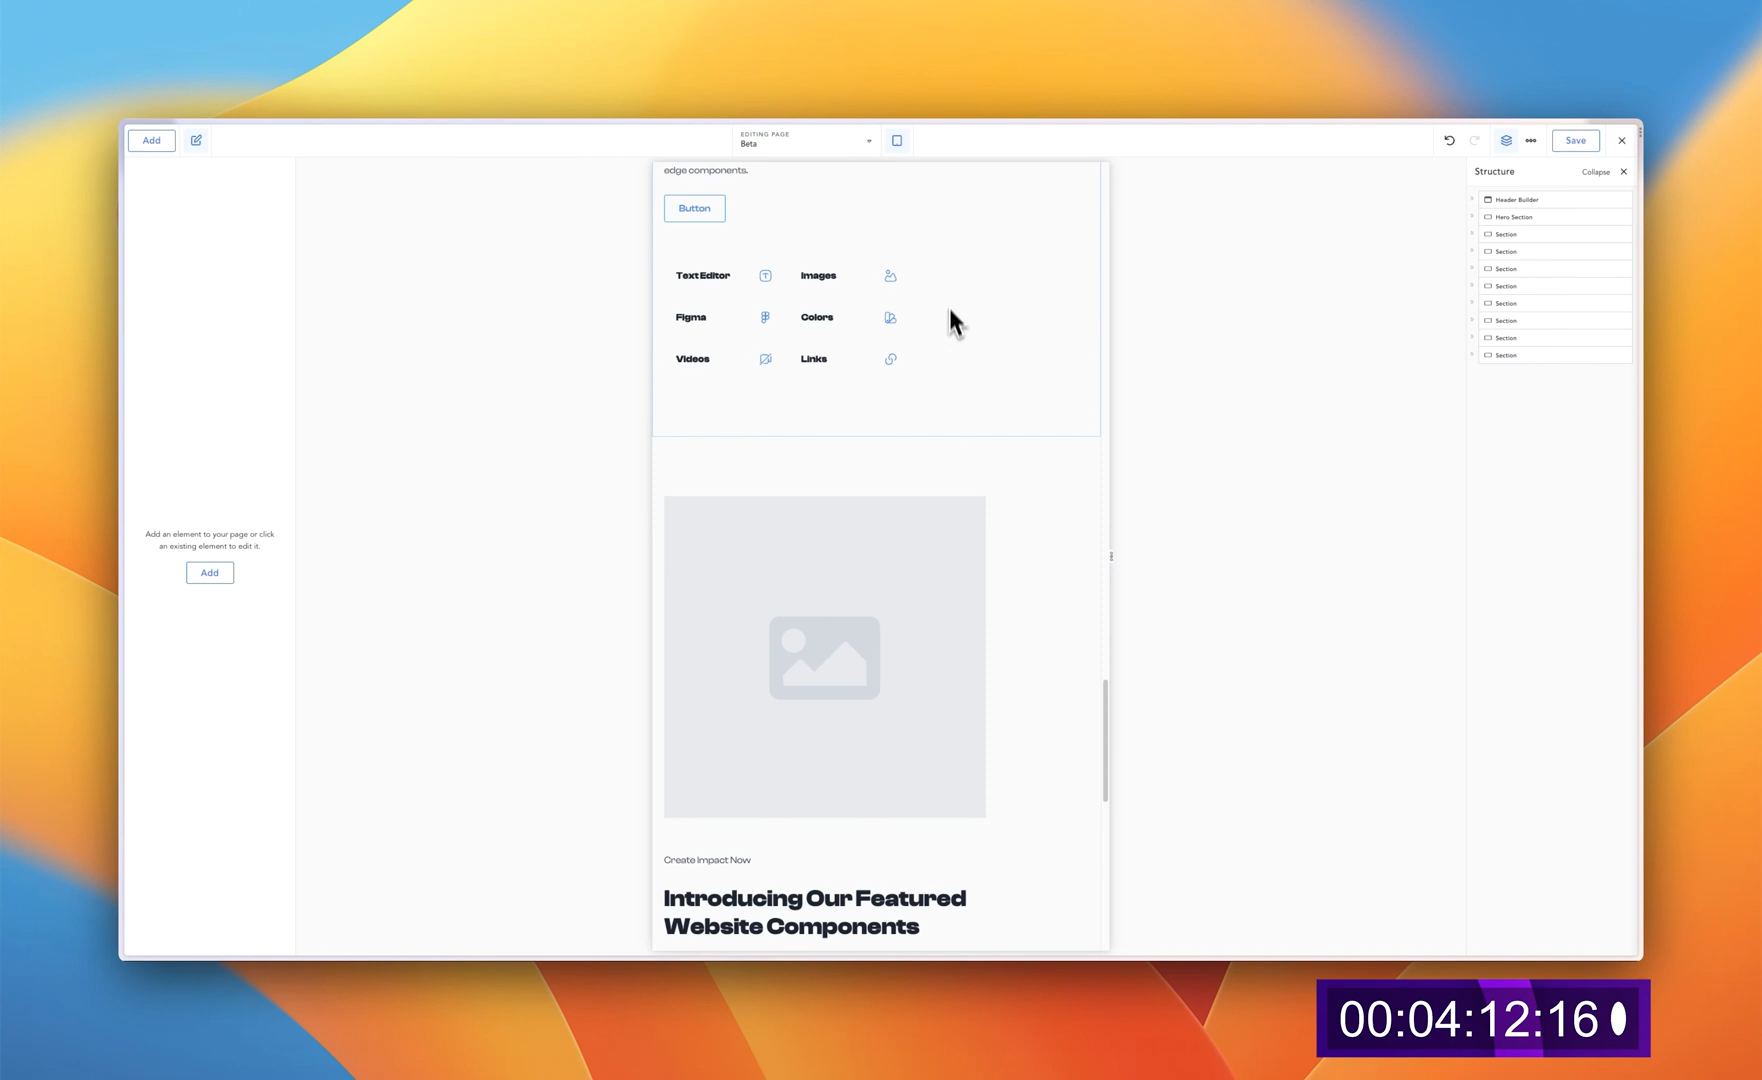 Add
EDITING PAGE
Beta
Save
Structure
Collapse
Header Builder
Hero Section
Section
Section
Section
Section
Section
Section
Section
Section
Add an element to your page or click
an existing element to edit it.
Add
edge components.
Button
Text Editor
Images
Figma
Colors
Videos
Links
Create Impact Now
Introducing Our Featured
Website Components
00:04:12:16